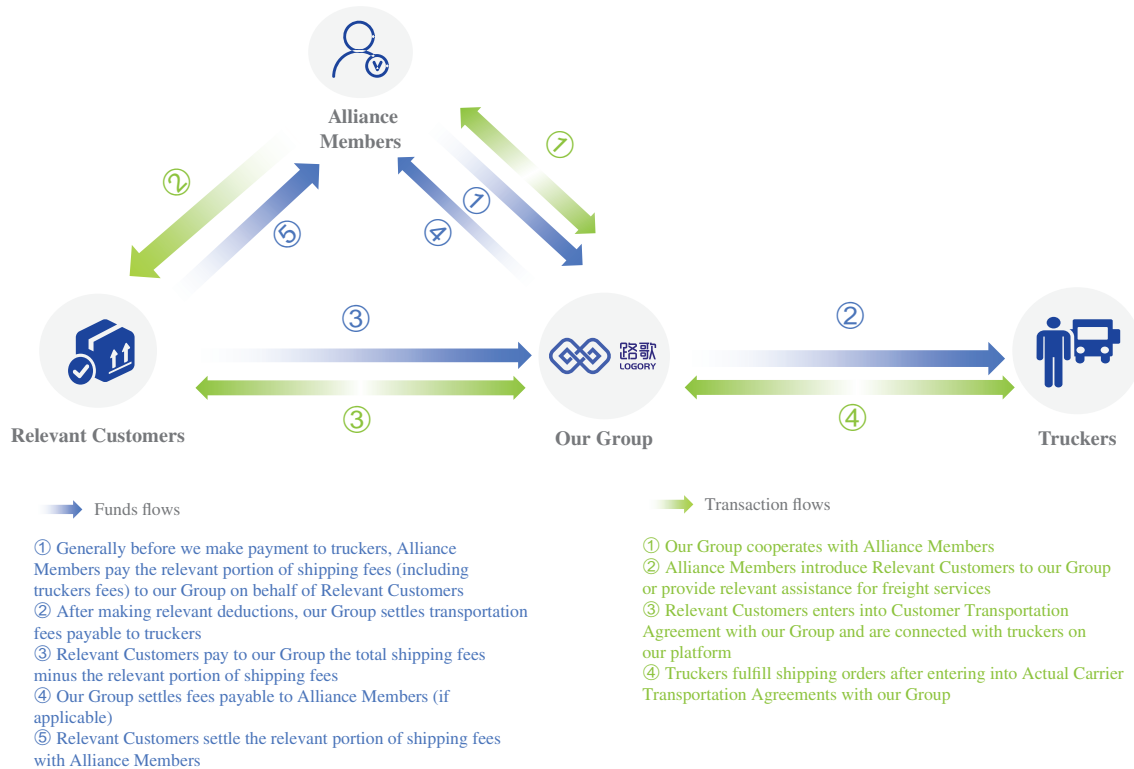 Alliance
Members
①
②
①
④
⑤
③
②
路歌
LOGORY
③
④
Relevant Customers
Our Group
Truckers
Funds flows
① Generally before we make payment to truckers, Alliance
Members pay the relevant portion of shipping fees (including
truckers fees) to our Group on behalf of Relevant Customers
② After making relevant deductions, our Group settles transportation
fees payable to truckers
③ Relevant Customers pay to our Group the total shipping fees
minus the relevant portion of shipping fees
④ Our Group settles fees payable to Alliance Members (if
applicable)
⑤ Relevant Customers settle the relevant portion of shipping fees
with Alliance Members
Transaction flows
① Our Group cooperates with Alliance Members
② Alliance Members introduce Relevant Customers to our Group
or provide relevant assistance for freight services
③ Relevant Customers enters into Customer Transportation
Agreement with our Group and are connected with truckers on
our platform
④ Truckers fulfill shipping orders after entering into Actual Carrier
Transportation Agreements with our Group